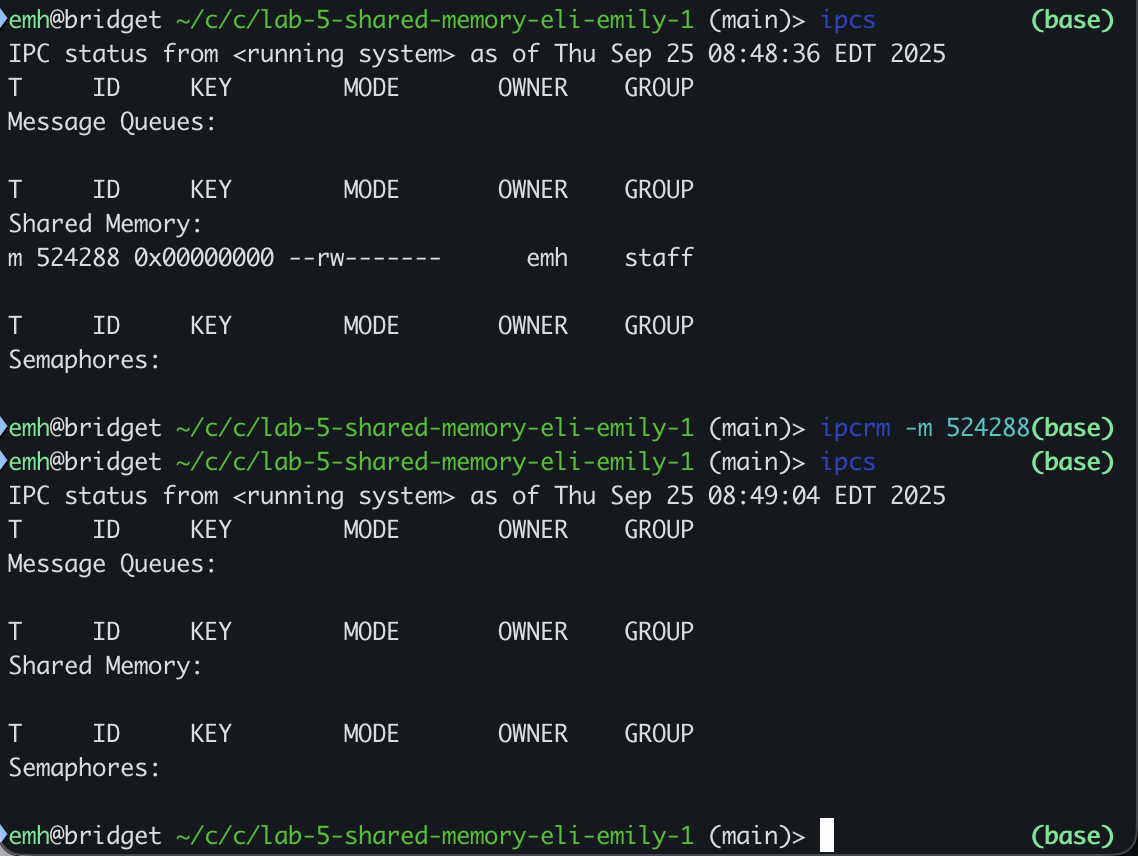 emh@bridget ~/c/c/lab-5-shared-memory-eli-emily-1 (main)> ipcs (base)
IPC status from <running system> as of Thu Sep 25 08:48:36 EDT 2025
T     ID     KEY        MODE       OWNER    GROUP
Message Queues:

T     ID     KEY        MODE       OWNER    GROUP
Shared Memory:
m 524288 0x00000000 --rw-------      emh    staff

T     ID     KEY        MODE       OWNER    GROUP
Semaphores:

emh@bridget ~/c/c/lab-5-shared-memory-eli-emily-1 (main)> ipcrm -m 524288(base)
emh@bridget ~/c/c/lab-5-shared-memory-eli-emily-1 (main)> ipcs (base)
IPC status from <running system> as of Thu Sep 25 08:49:04 EDT 2025
T     ID     KEY        MODE       OWNER    GROUP
Message Queues:

T     ID     KEY        MODE       OWNER    GROUP
Shared Memory:

T     ID     KEY        MODE       OWNER    GROUP
Semaphores:

emh@bridget ~/c/c/lab-5-shared-memory-eli-emily-1 (main)> (base)